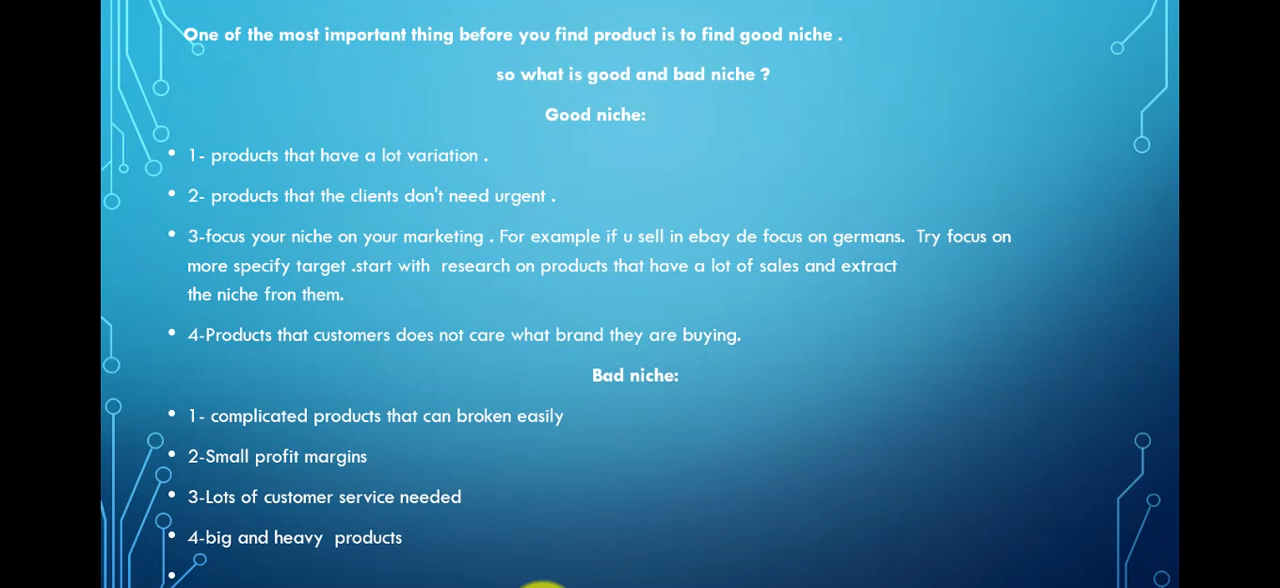 One of the most important thing before you find product is to find good niche .
so what is good and bad niche ?
Good niche:
• 1- products that have a lot variation .
• 2- products that the clients don't need urgent .
• 3-focus your niche on your marketing . For example if u sell in ebay de focus on germans.  Try focus on
more specify target .start with  research on products that have a lot of sales and extract
the niche fron them.
• 4-Products that customers does not care what brand they are buying.
Bad niche:
• 1- complicated products that can broken easily
• 2-Small profit margins
• 3-Lots of customer service needed
• 4-big and heavy  products
•